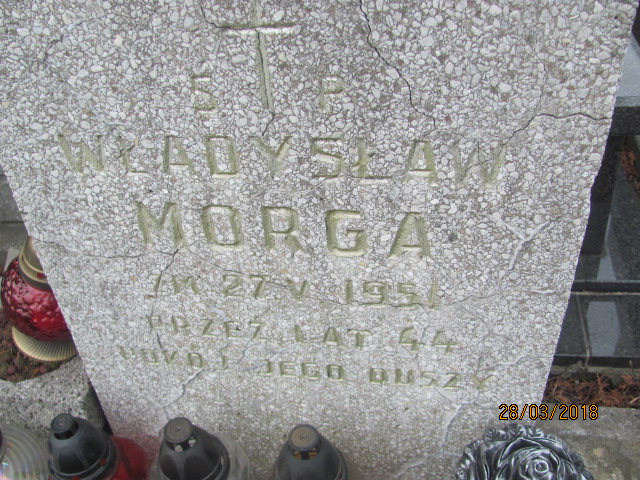 Ś P
WŁADYSŁAW
MORGA
ZM. 27 V 1951
PRZEŻ. LAT 44
POKÓJ JEGO DUSZY
28/03/2018